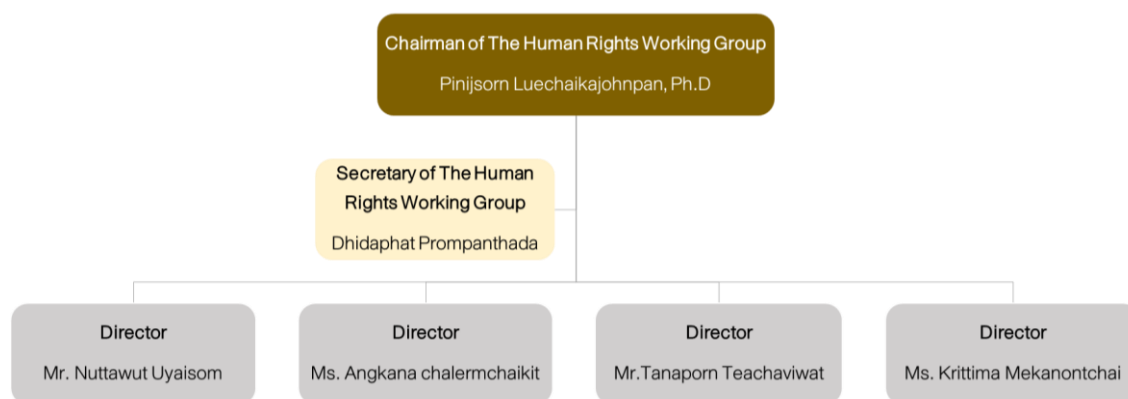 Chairman of The Human Rights Working Group
Pinijsorn Luechaikajohnpan, Ph.D
Secretary of The Human
Rights Working Group
Dhidaphat Prompanthada
Director
Mr. Nuttawut Uyaisom
Director
Ms. Angkana chalermchaikit
Director
Mr.Tanaporn Teachaviwat
Director
Ms. Krittima Mekanontchai